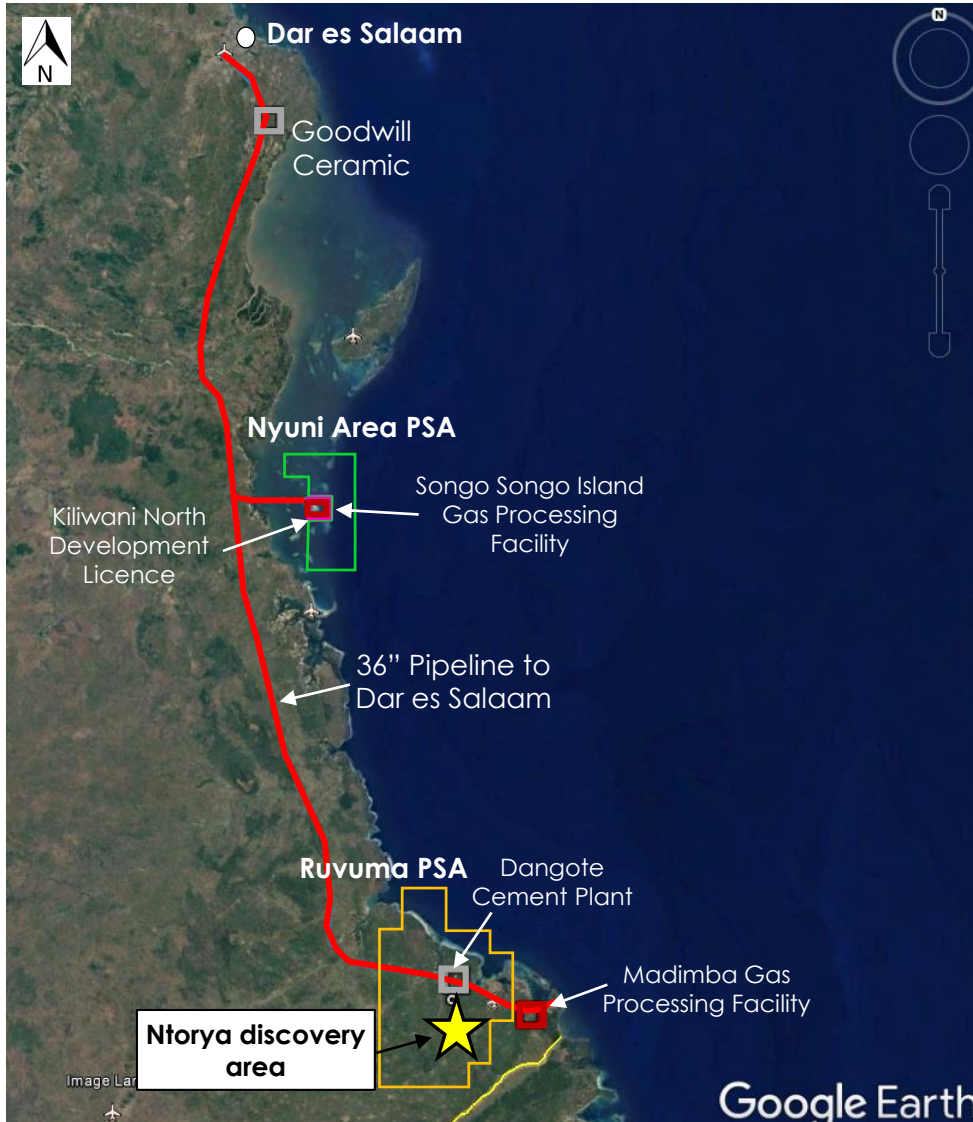 N
Dar es Salaam
N
Goodwill
Ceramic
Nyuni Area PSA
Kiliwani North
Development
Licence
Songo Songo Island
Gas Processing
Facility
36” Pipeline to
Dar es Salaam
Ruvuma PSA
Dangote
Cement Plant
Madimba Gas
Processing Facility
Ntorya discovery
area
Image Lan
Google Earth